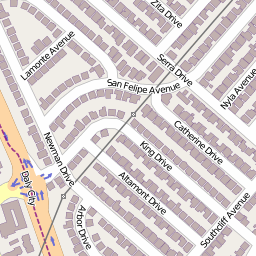 Zita Drive
Lamonte Avenue
Serra Drive
San Felipe Avenue
Nyla Avenue
Catherine Drive
Newman Drive
King Drive
Daly City
Altamont Drive
Arbor Drive
Southcliff Avenue